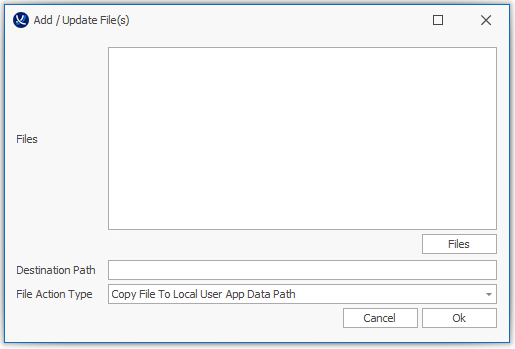 Add / Update File(s)
Files
Files
Destination Path
File Action Type Copy File To Local User App Data Path
Cancel Ok